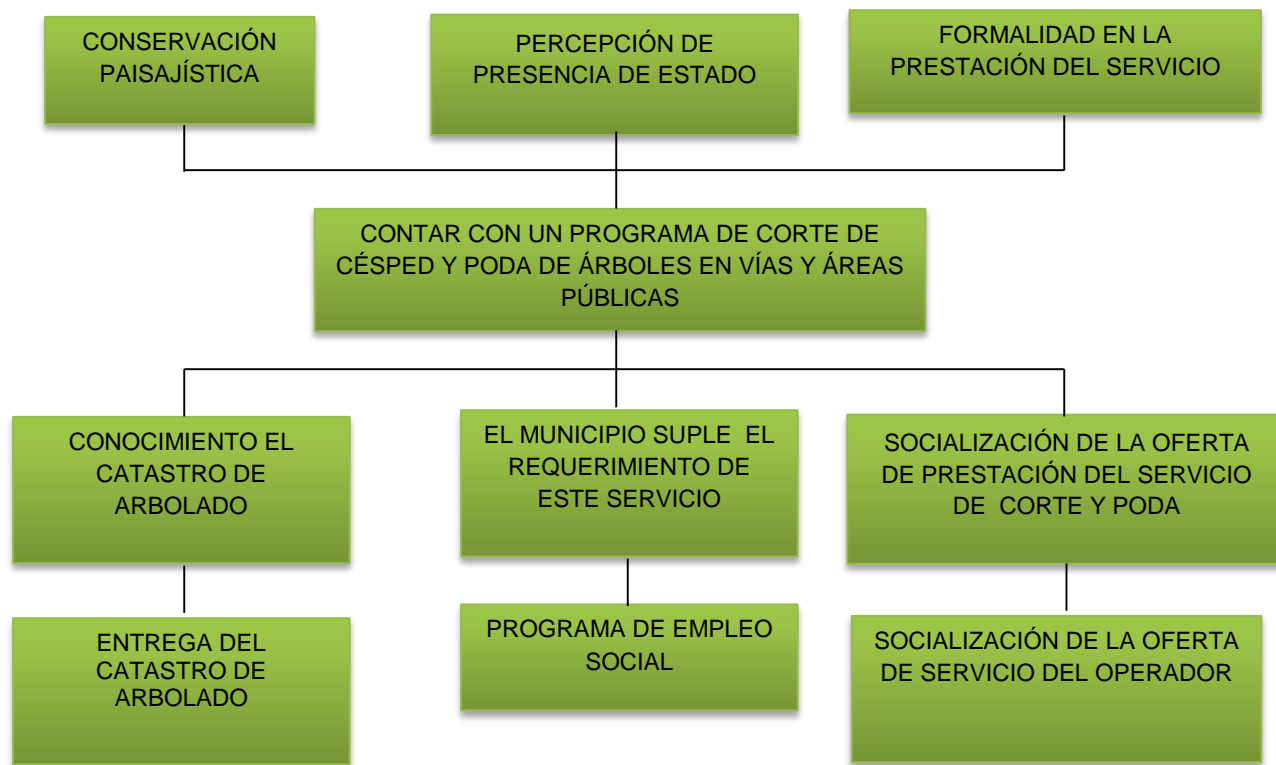 CONSERVACIÓN
PAISAJÍSTICA
PERCEPCIÓN DE
PRESENCIA DE ESTADO
FORMALIDAD EN LA
PRESTACIÓN DEL SERVICIO
CONTAR CON UN PROGRAMA DE CORTE DE
CÉSPED Y PODA DE ÁRBOLES EN VÍAS Y ÁREAS
PÚBLICAS
CONOCIMIENTO EL
CATASTRO DE
ARBOLADO
EL MUNICIPIO SUPLE EL
REQUERIMIENTO DE
ESTE SERVICIO
SOCIALIZACIÓN DE LA OFERTA
DE PRESTACIÓN DEL SERVICIO
DE CORTE Y PODA
ENTREGA DEL
CATASTRO DE
ARBOLADO
PROGRAMA DE EMPLEO
SOCIAL
SOCIALIZACIÓN DE LA OFERTA
DE SERVICIO DEL OPERADOR